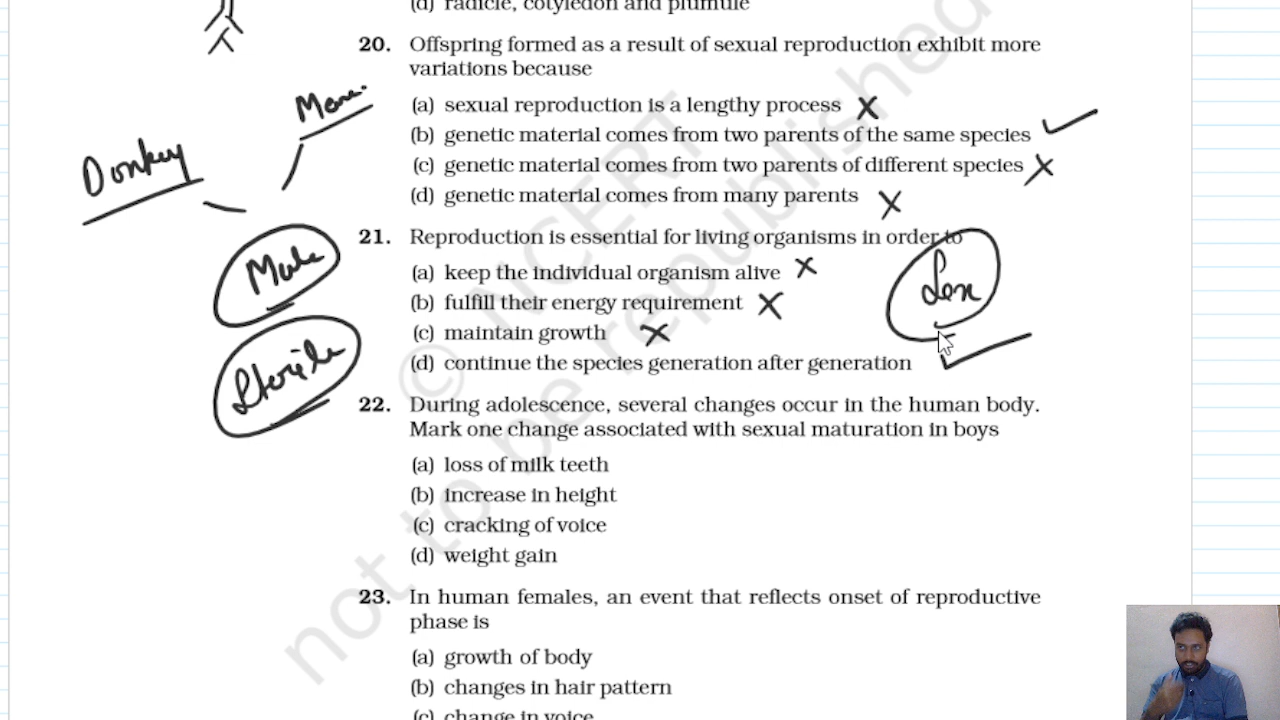 (d) radicle, cotyledon and plumule
20. Offspring formed as a result of sexual reproduction exhibit more
variations because
(a) sexual reproduction is a lengthy process
(b) genetic material comes from two parents of the same species
(c) genetic material comes from two parents of different species
(d) genetic material comes from many parents
Donkey
Mule
Sterile
21. Reproduction is essential for living organisms in order to
(a) keep the individual organism alive
(b) fulfill their energy requirement
(c) maintain growth
(d) continue the species generation after generation
22. During adolescence, several changes occur in the human body.
Mark one change associated with sexual maturation in boys
(a) loss of milk teeth
(b) increase in height
(c) cracking of voice
(d) weight gain
23. In human females, an event that reflects onset of reproductive
phase is
(a) growth of body
(b) changes in hair pattern
(c) change in voice
© NCERT
not to be republished